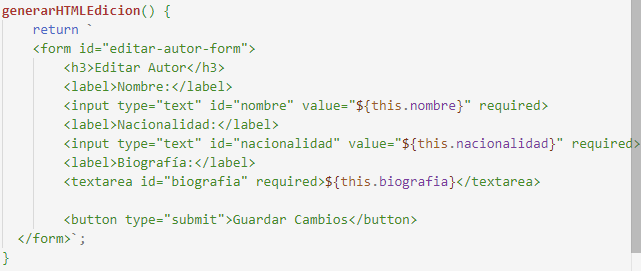 generarHTMLEdicion() {
    return `
    <form id="editar-autor-form">
        <h3>Editar Autor</h3>
        <label>Nombre:</label>
        <input type="text" id="nombre" value="${this.nombre}" required>
        <label>Nacionalidad:</label>
        <input type="text" id="nacionalidad" value="${this.nacionalidad}" required>
        <label>Biografía:</label>
        <textarea id="biografia" required>${this.biografia}</textarea>

        <button type="submit">Guardar Cambios</button>
  </form>`;
}